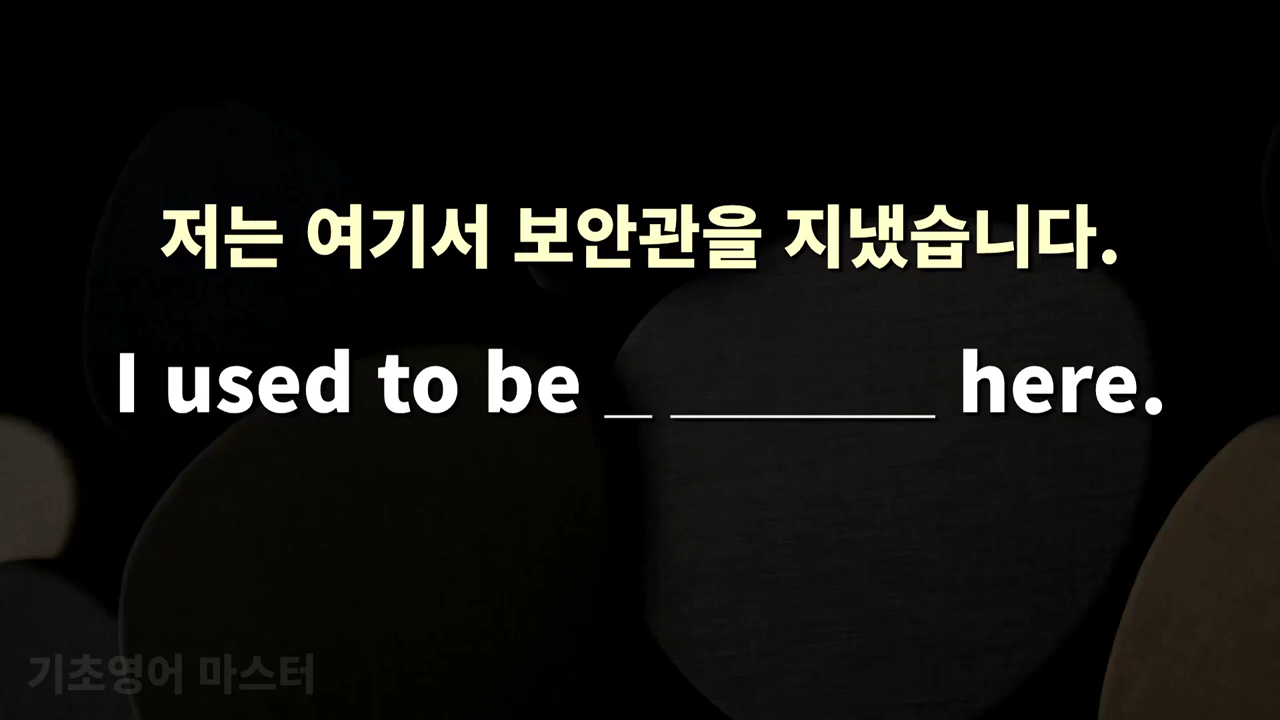 저는 여기서 보안관을 지냈습니다.
I used to be _ ______ here.
기초영어 마스터